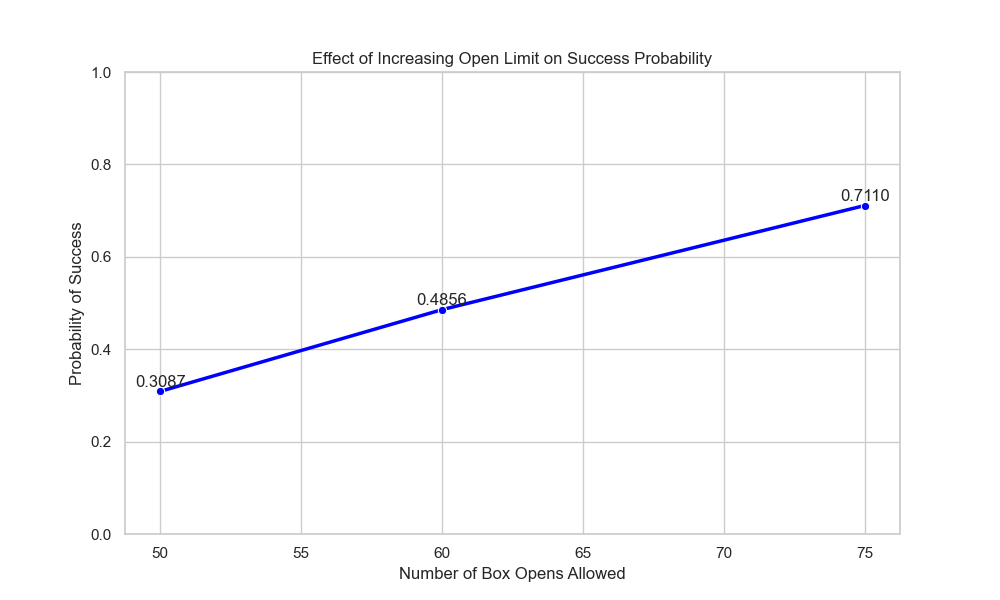 Effect of Increasing Open Limit on Success Probability
1.0
0.8
0.6
0.4
0.2
0.0
Probability of Success
0.3087
0.4856
0.7110
50 55 60 65 70 75
Number of Box Opens Allowed